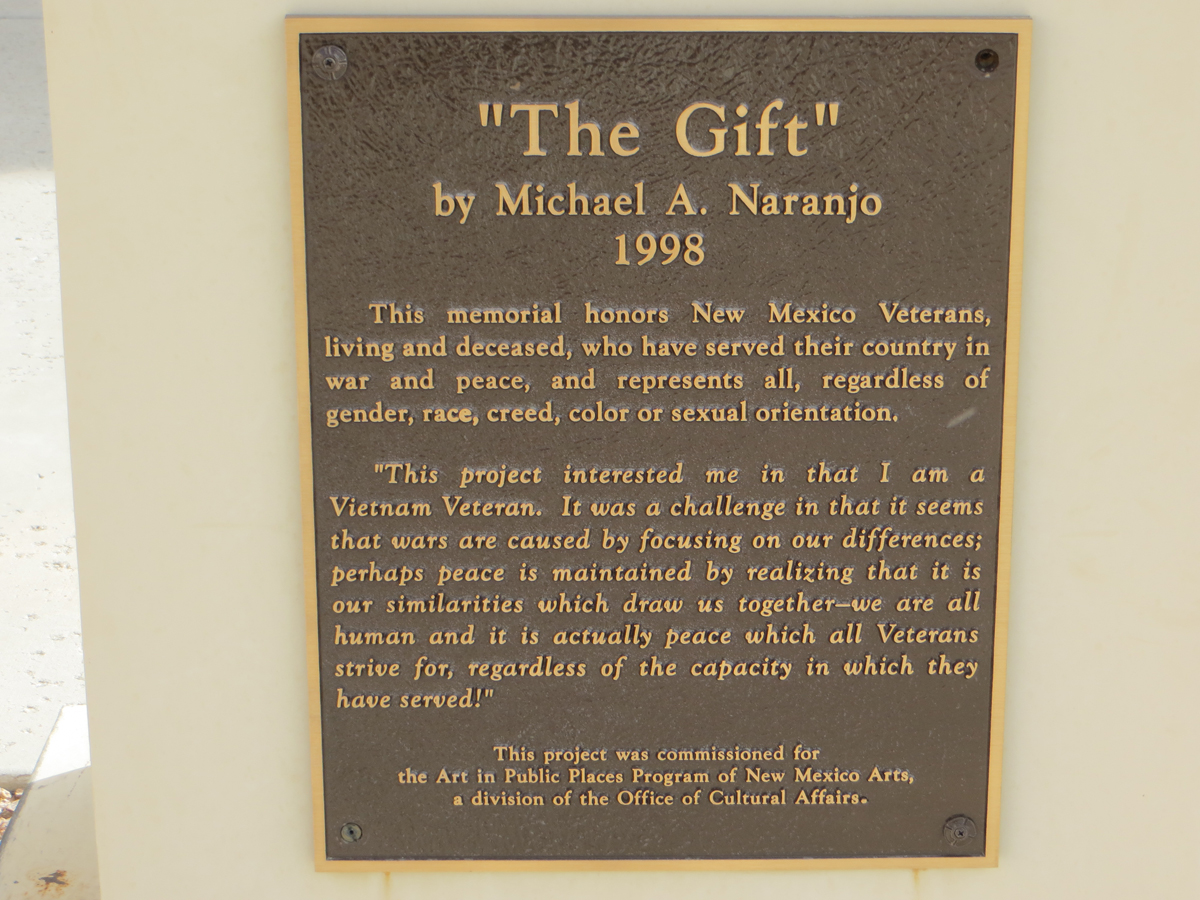 "The Gift"
by Michael A. Naranjo
1998
This memorial honors New Mexico Veterans,
living and deceased, who have served their country in
war and peace, and represents all, regardless of
gender, race, creed, color or sexual orientation.
"This project interested me in that I am a
Vietnam Veteran. It was a challenge in that it seems
that wars are caused by focusing on our differences;
perhaps peace is maintained by realizing that it is
our similarities which draw us together–we are all
human and it is actually peace which all Veterans
strive for, regardless of the capacity in which they
have served!"
This project was commissioned for
the Art in Public Places Program of New Mexico Arts,
a division of the Office of Cultural Affairs.